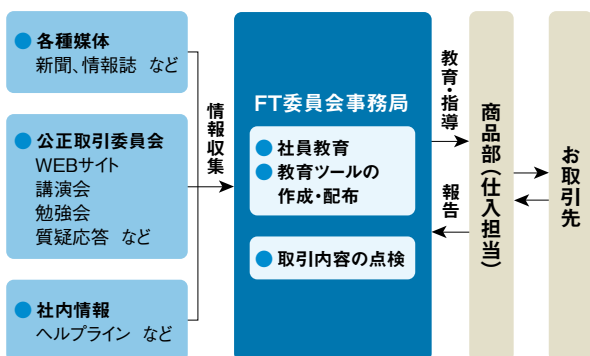 ● 各種媒体
新聞、情報誌 など
● 公正取引委員会
WEBサイト
講演会
勉強会
質疑応答 など
● 社内情報
ヘルプライン など
情報収集
FT委員会事務局
● 社員教育
● 教育ツールの
作成・配布
● 取引内容の点検
教育・指導
報告
商品部(仕入担当)
お取引先